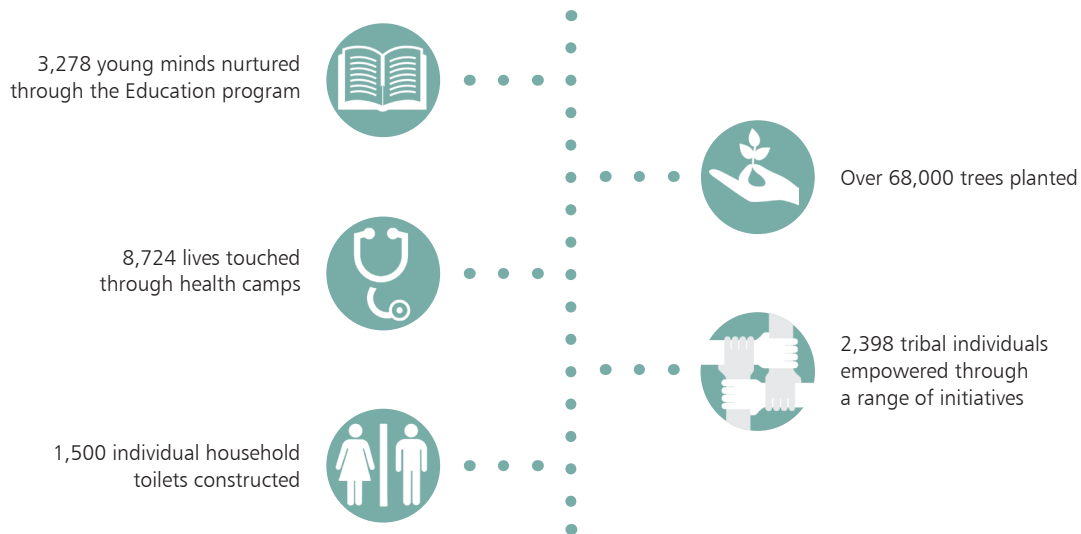 3,278 young minds nurtured
through the Education program
Over 68,000 trees planted
8,724 lives touched
through health camps
2,398 tribal individuals
empowered through
a range of initiatives
1,500 individual household
toilets constructed